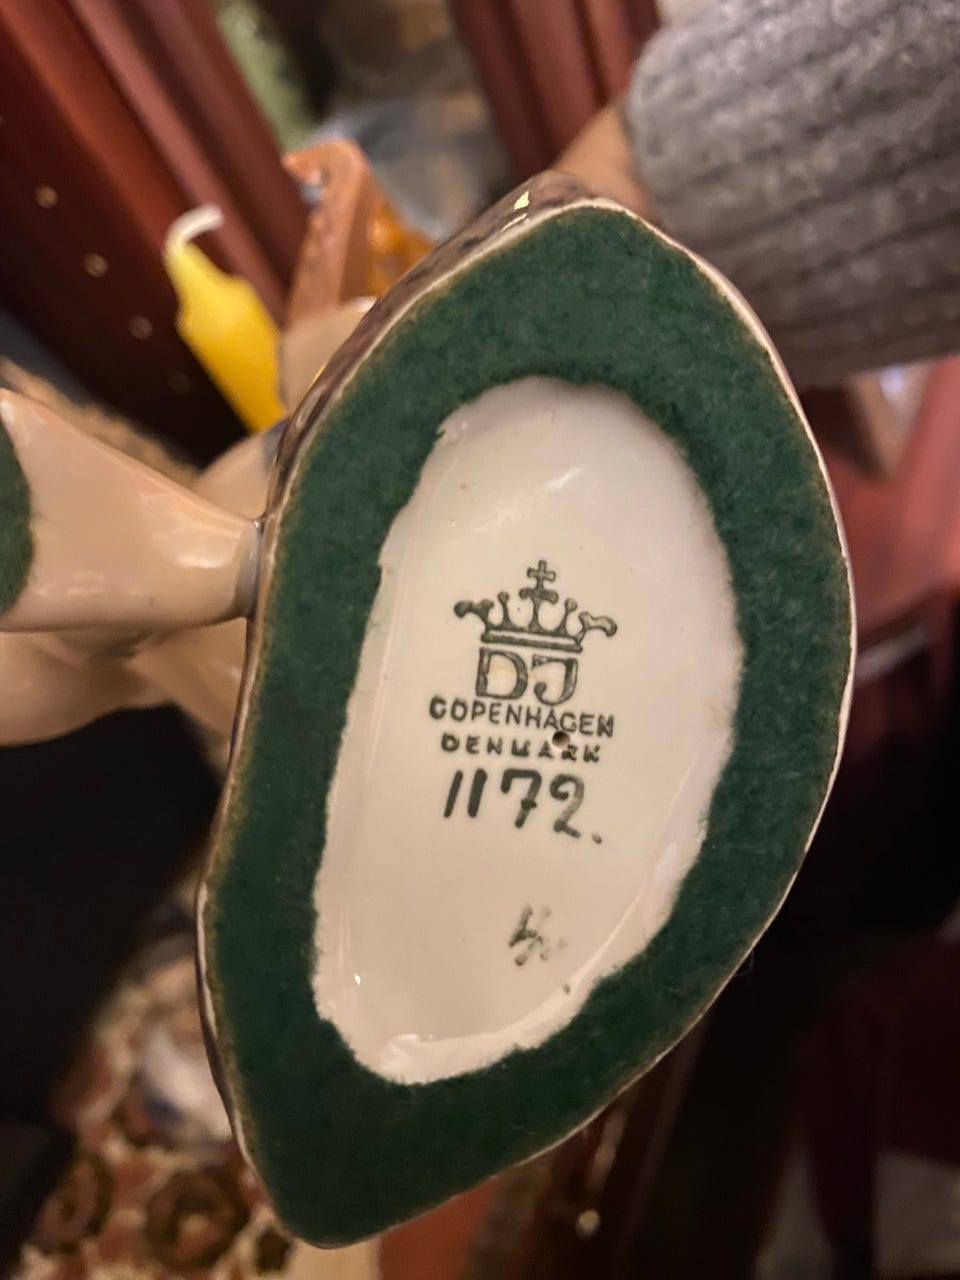 DJ
COPENHAGEN
DENMARK
1172.